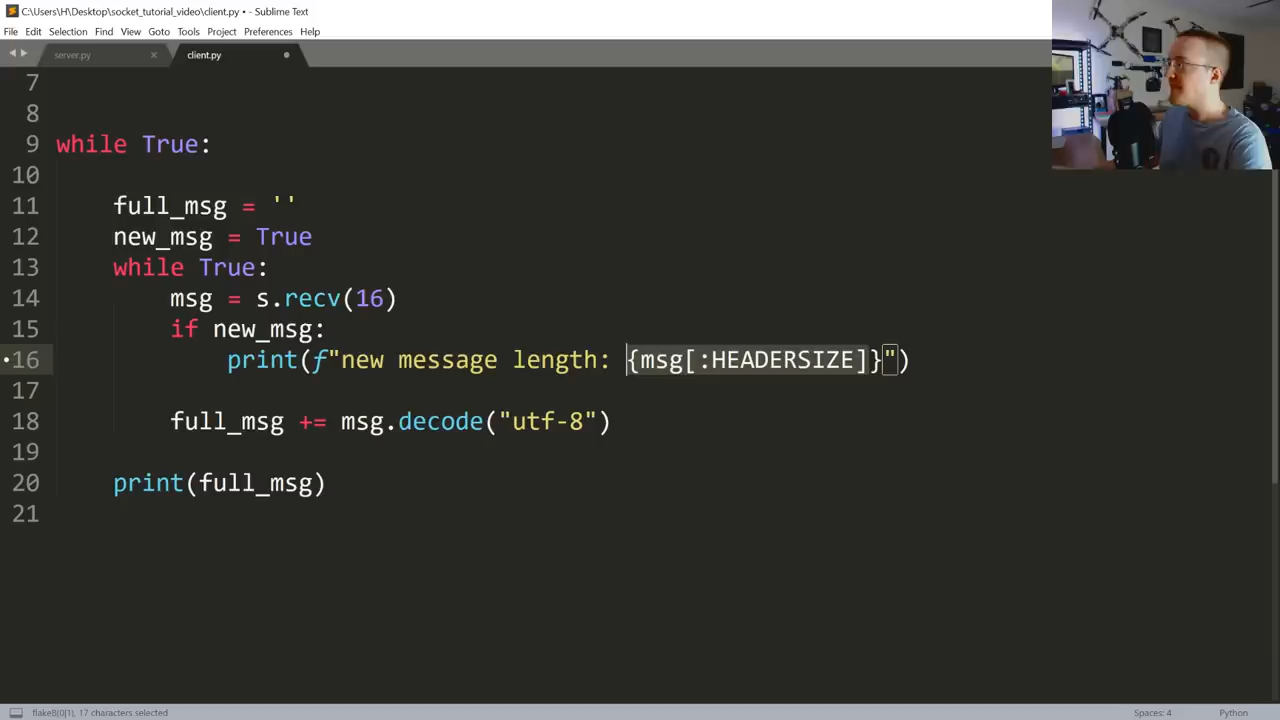 C:\Users\H\Desktop\socket_tutorial_video\client.py • - Sublime Text
File Edit Selection Find View Goto Tools Project Preferences Help
server.py × client.py
7
8
9 while True:
10
11 full_msg = ''
12 new_msg = True
13 while True:
14 msg = s.recv(16)
15 if new_msg:
16 print(f"new message length: {msg[:HEADERSIZE]}")
17
18 full_msg += msg.decode("utf-8")
19
20 print(full_msg)
21
flake8(0[1), 17 characters selected Spaces: 4 Python